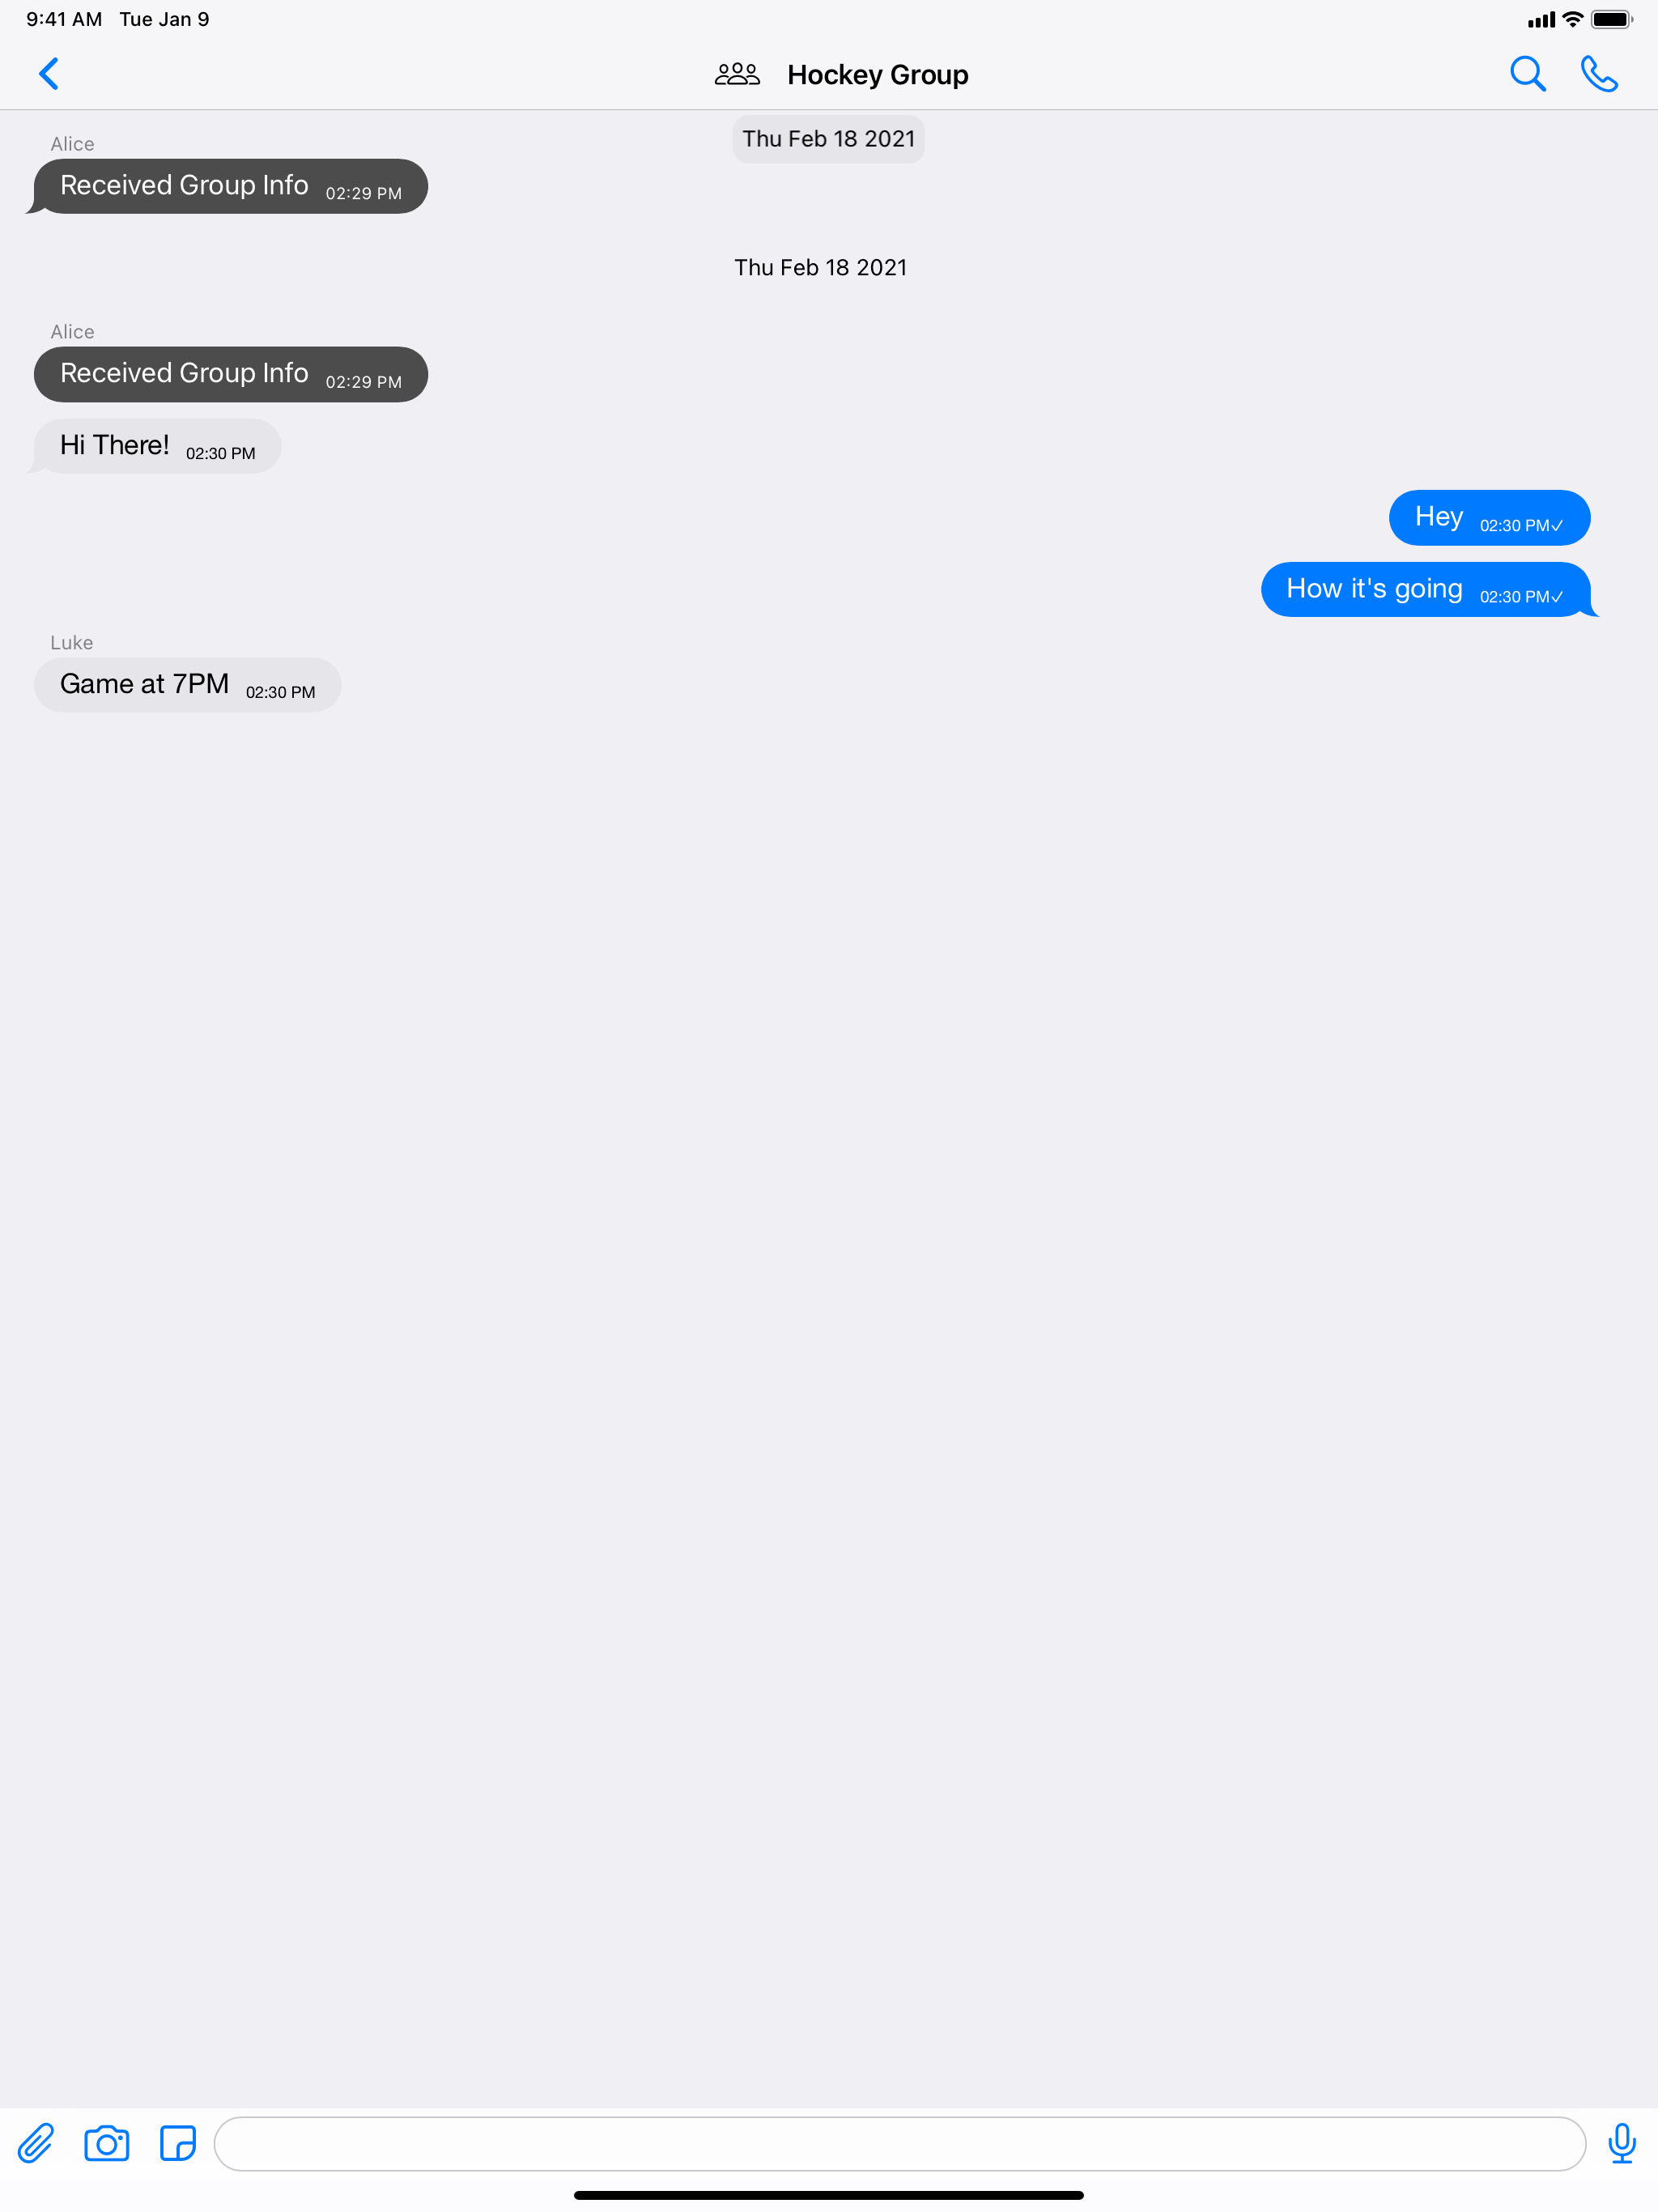 9:41 AM Tue Jan 9
Hockey Group
Thu Feb 18 2021
Alice
Received Group Info 02:29 PM
Thu Feb 18 2021
Alice
Received Group Info 02:29 PM
Hi There! 02:30 PM
Hey 02:30 PM✓
How it's going 02:30 PM✓
Luke
Game at 7PM 02:30 PM